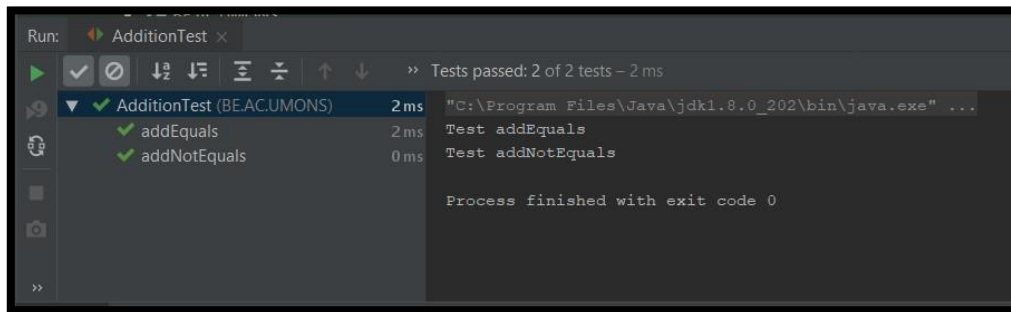 Run: AdditionTest ×
Tests passed: 2 of 2 tests – 2 ms
AdditionTest (BE.AC.UMONS) 2 ms
"C:\Program Files\Java\jdk1.8.0_202\bin\java.exe" ...
addEquals 2 ms
Test addEquals
addNotEquals 0 ms
Test addNotEquals
Process finished with exit code 0